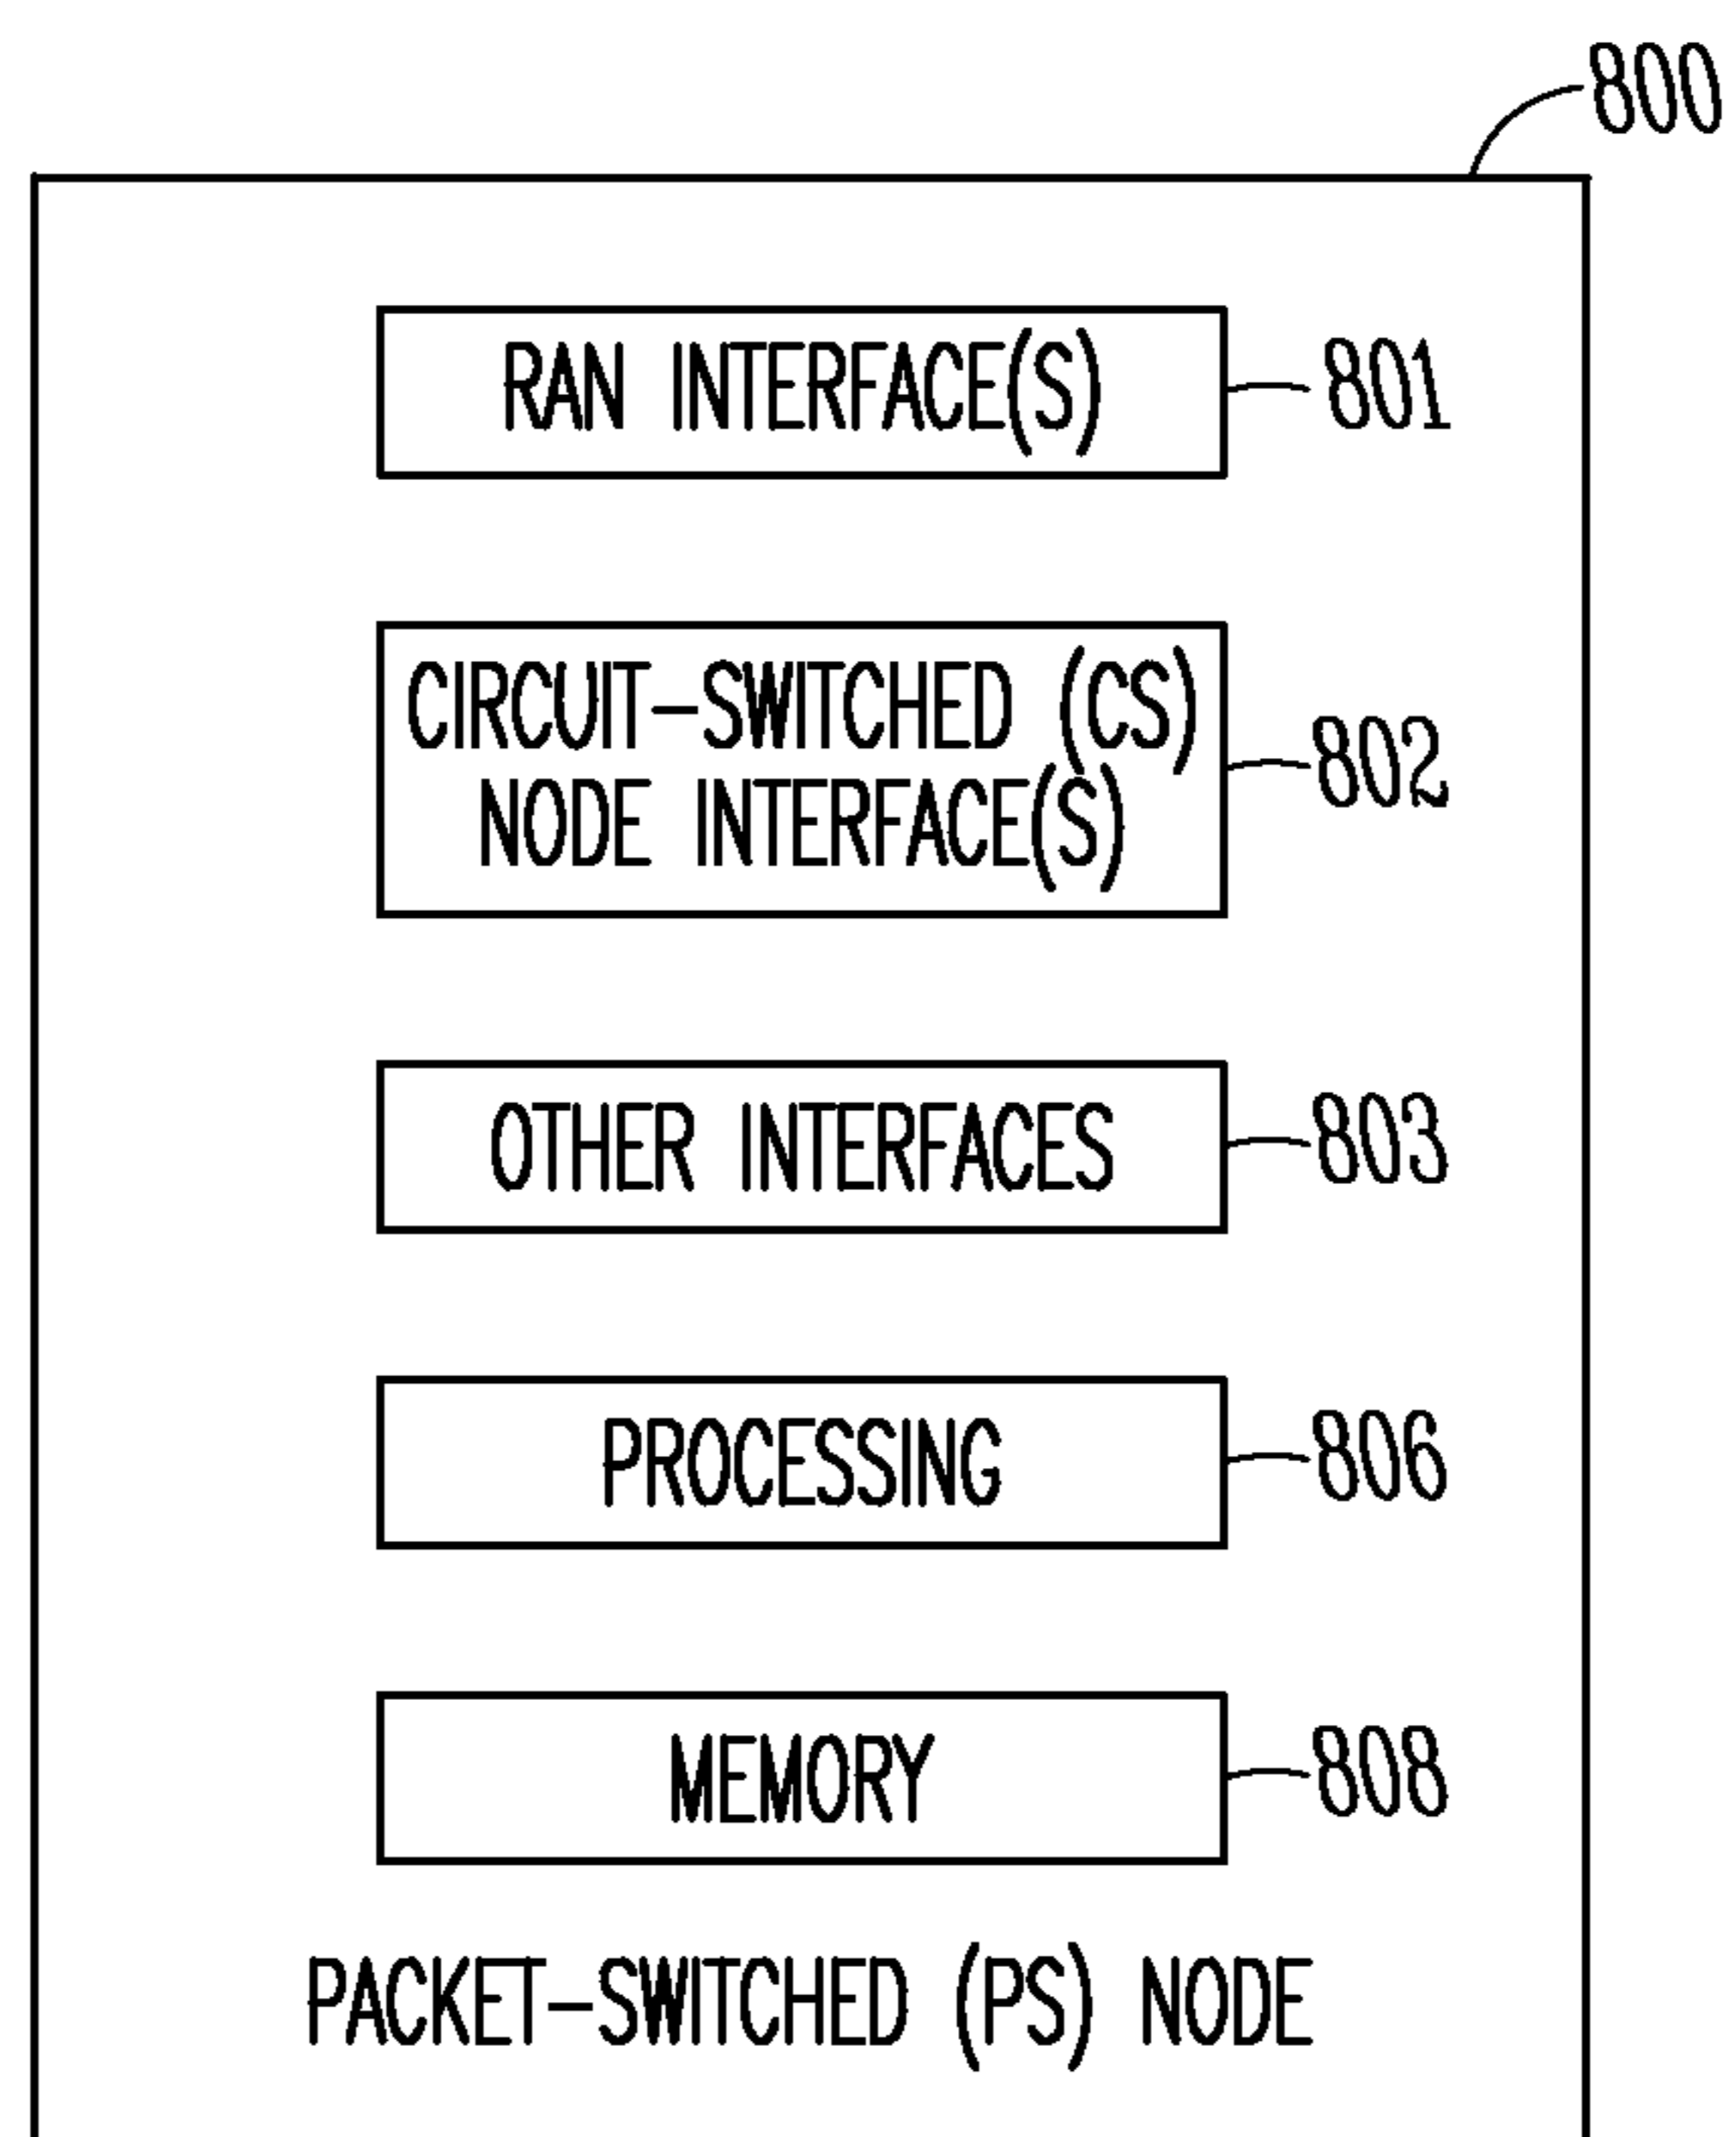 800
RAN INTERFACE(S)
801
CIRCUIT-SWITCHED (CS)
NODE INTERFACE(S)
802
OTHER INTERFACES
803
PROCESSING
806
MEMORY
808
PACKET-SWITCHED (PS) NODE